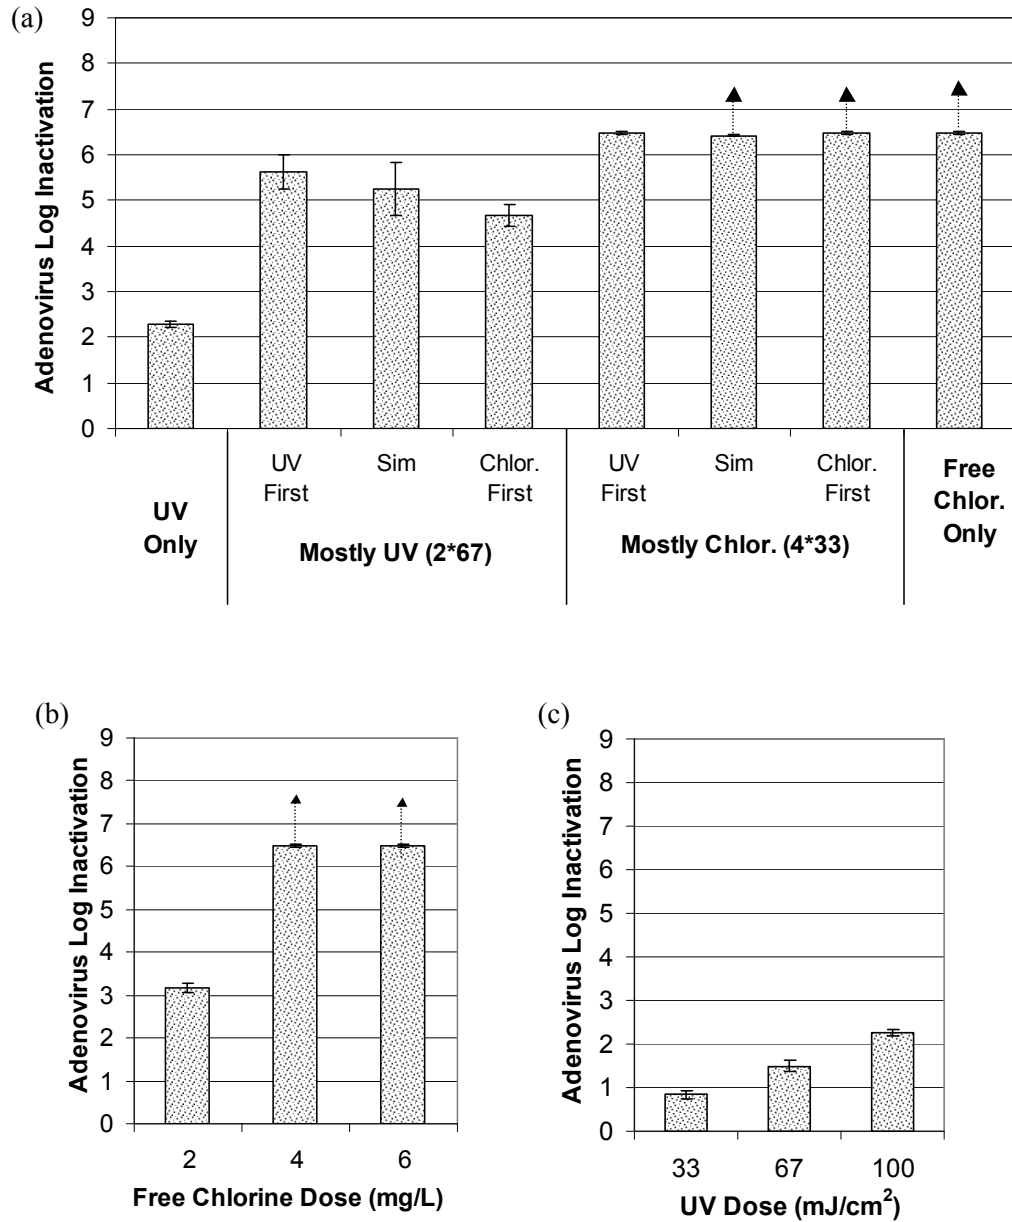 (a)
Adenovirus Log Inactivation
9
8
7
6
5
4
3
2
1
0
UV Only
UV First
Sim
Chlor. First
Mostly UV (2*67)
UV First
Sim
Chlor. First
Mostly Chlor. (4*33)
Free Chlor. Only
(b)
Adenovirus Log Inactivation
9
8
7
6
5
4
3
2
1
0
2 4 6
Free Chlorine Dose (mg/L)
(c)
Adenovirus Log Inactivation
9
8
7
6
5
4
3
2
1
0
33 67 100
UV Dose (mJ/cm²)